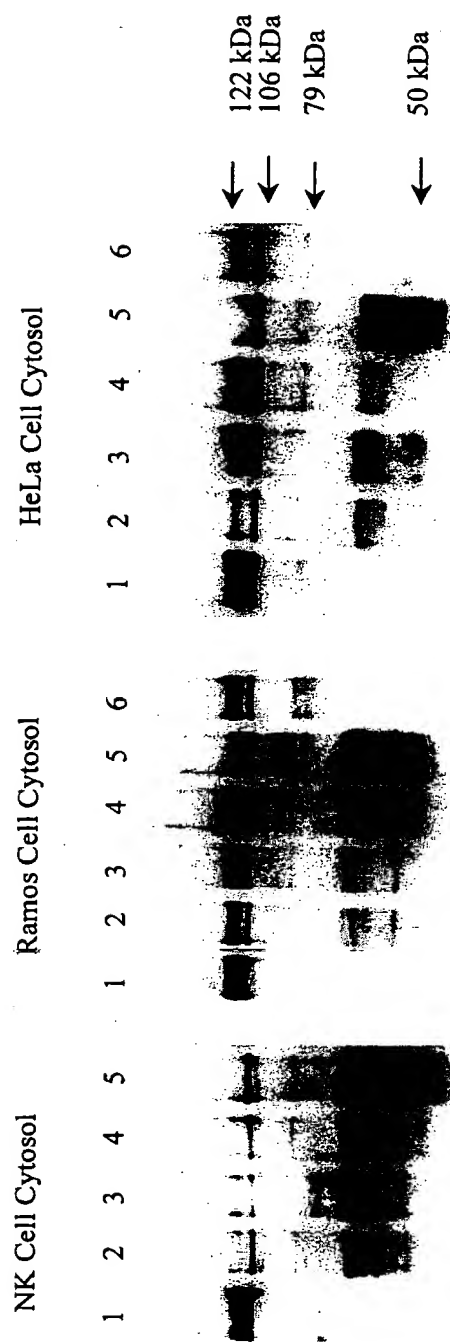 NK Cell Cytosol
1 2 3 4 5
Ramos Cell Cytosol
1 2 3 4 5 6
HeLa Cell Cytosol
1 2 3 4 5 6
122 kDa
106 kDa
79 kDa
50 kDa